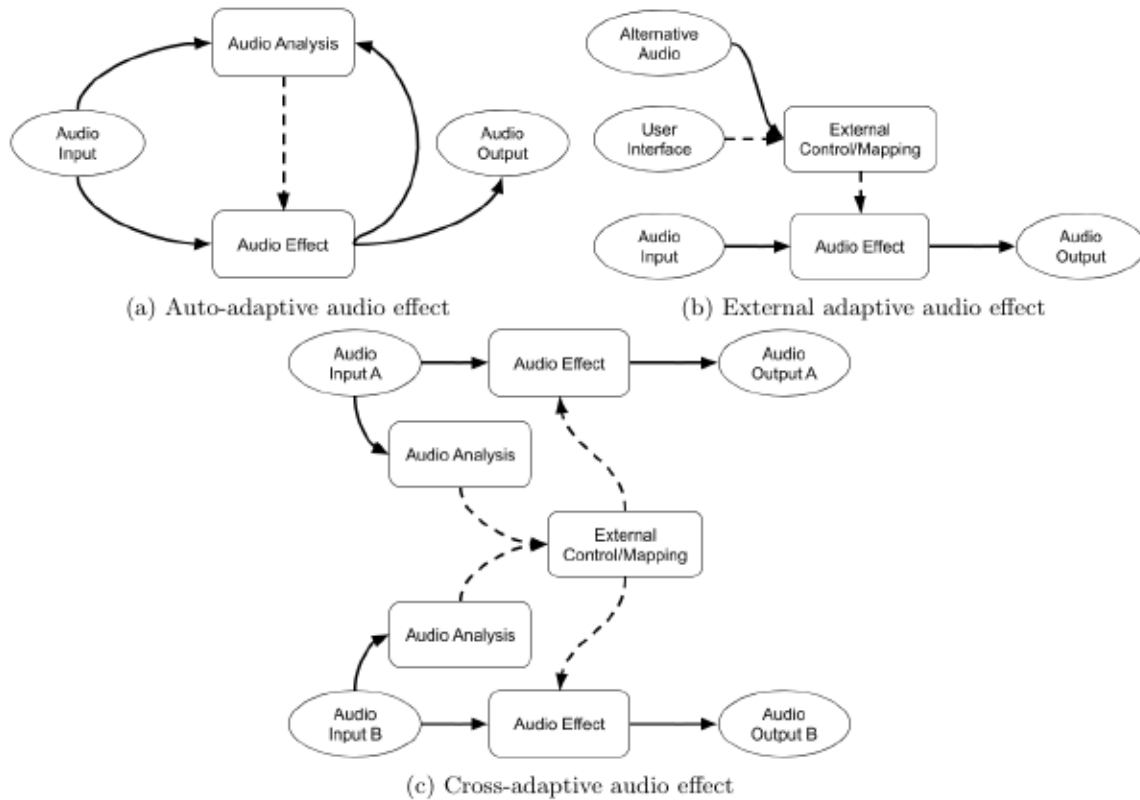 Audio Analysis
Audio
Input
Audio
Output
Audio Effect
(a) Auto-adaptive audio effect
Alternative
Audio
User
Interface
External
Control/Mapping
Audio
Input
Audio Effect
Audio
Output
(b) External adaptive audio effect
Audio
Input A
Audio Effect
Audio
Output A
Audio Analysis
External
Control/Mapping
Audio Analysis
Audio
Input B
Audio Effect
Audio
Output B
(c) Cross-adaptive audio effect